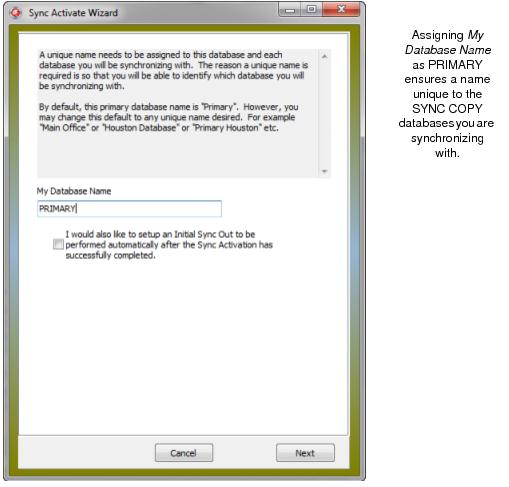 Sync Activate Wizard
A unique name needs to be assigned to this database and each
database you will be synchronizing with. The reason a unique name is
required is so that you will be able to identify which database you will
be synchronizing with.
By default, this primary database name is "Primary". However, you
may change this default to any unique name desired. For example
"Main Office" or "Houston Database" or "Primary Houston" etc.
My Database Name
PRIMARY
I would also like to setup an Initial Sync Out to be
performed automatically after the Sync Activation has
successfully completed.
Cancel
Next
Assigning My
Database Name
as PRIMARY
ensures a name
unique to the
SYNC COPY
databases you are
synchronizing
with.